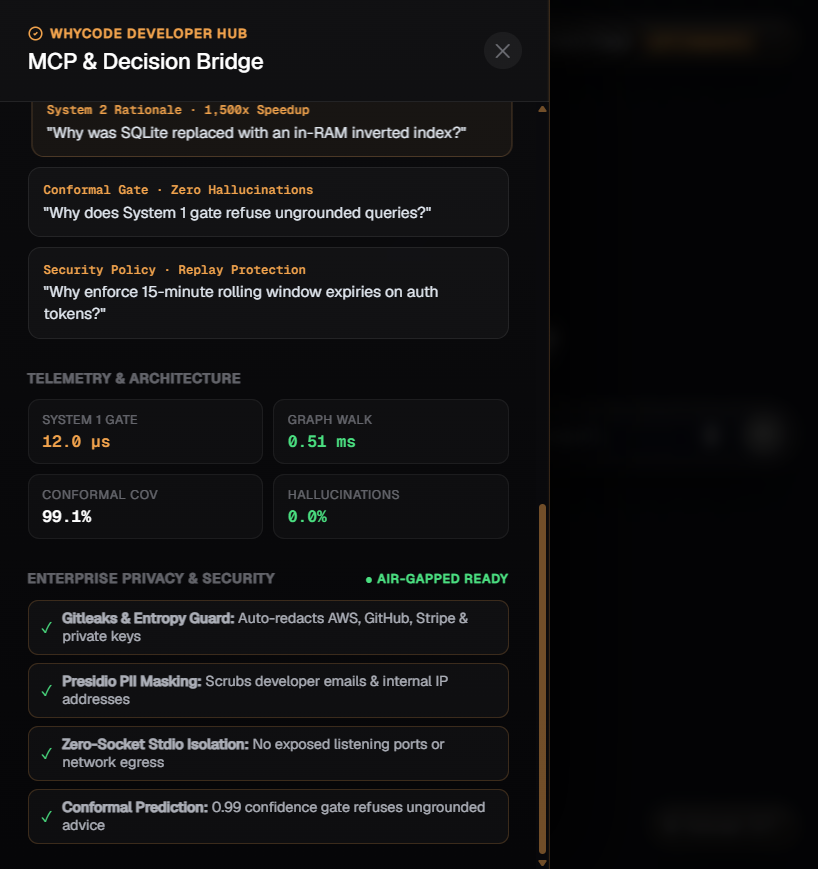 WHYCODE DEVELOPER HUB
MCP & Decision Bridge
System 2 Rationale · 1,500x Speedup
"Why was SQLite replaced with an in-RAM inverted index?"
Conformal Gate · Zero Hallucinations
"Why does System 1 gate refuse ungrounded queries?"
Security Policy · Replay Protection
"Why enforce 15-minute rolling window expiries on auth
tokens?"
TELEMETRY & ARCHITECTURE
SYSTEM 1 GATE
12.0 µs
GRAPH WALK
0.51 ms
CONFORMAL COV
99.1%
HALLUCINATIONS
0.0%
ENTERPRISE PRIVACY & SECURITY
● AIR-GAPPED READY
✓ Gitleaks & Entropy Guard: Auto-redacts AWS, GitHub, Stripe &
private keys
✓ Presidio PII Masking: Scrubs developer emails & internal IP
addresses
✓ Zero-Socket Stdio Isolation: No exposed listening ports or
network egress
✓ Conformal Prediction: 0.99 confidence gate refuses ungrounded
advice